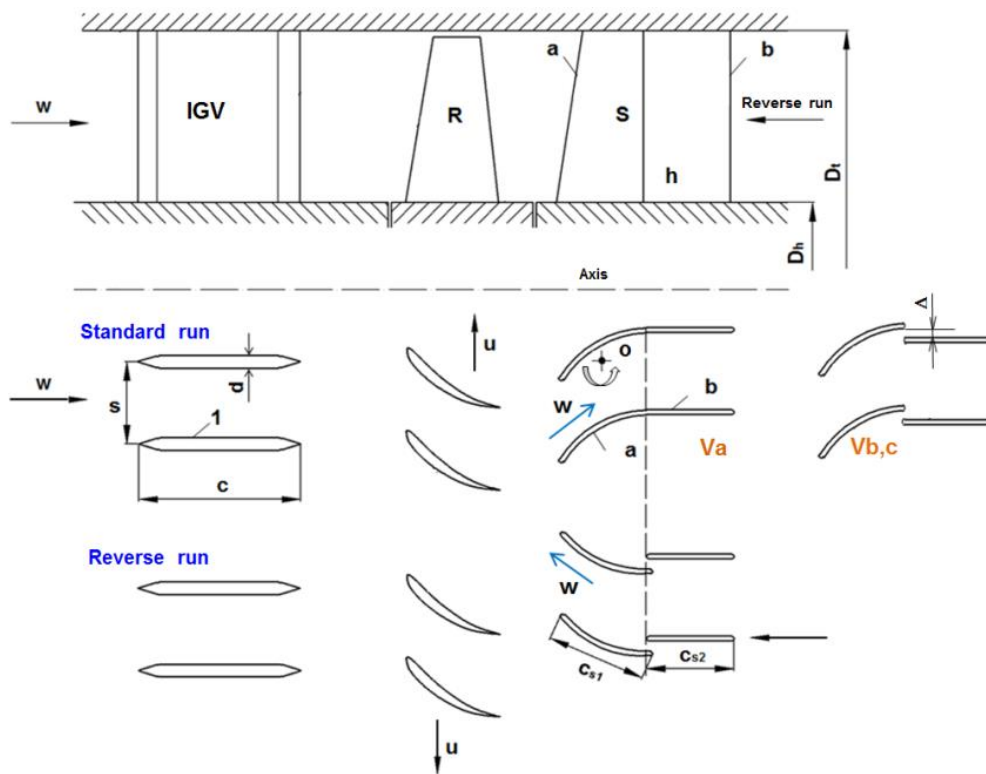 a
b
IGV
w
R
S
Reverse run
h
Dt
Dh
Axis
Standard run
u
Δ
o
w
d
s
1
w
b
a
Va
Vb,c
c
Reverse run
w
cs1
cs2
u